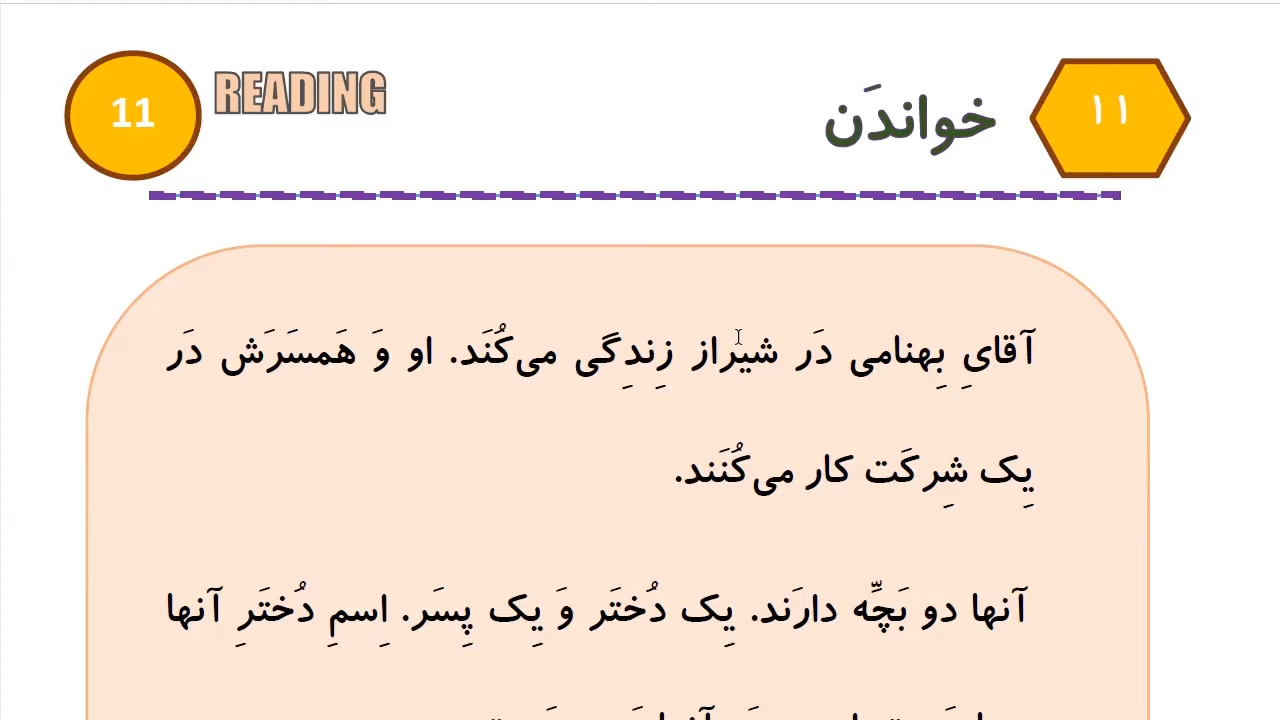 11
READING
خواندَن
۱۱
آقایِ بِهنامی دَر شیراز زِندِگی می‌کُنَد. او وَ هَمسَرَش دَر
یِک شِرکَت کار می‌کُنَند.
آنها دو بَچِّه دارَند. یِک دُختَر وَ یِک پِسَر. اِسمِ دُختَرِ آنها